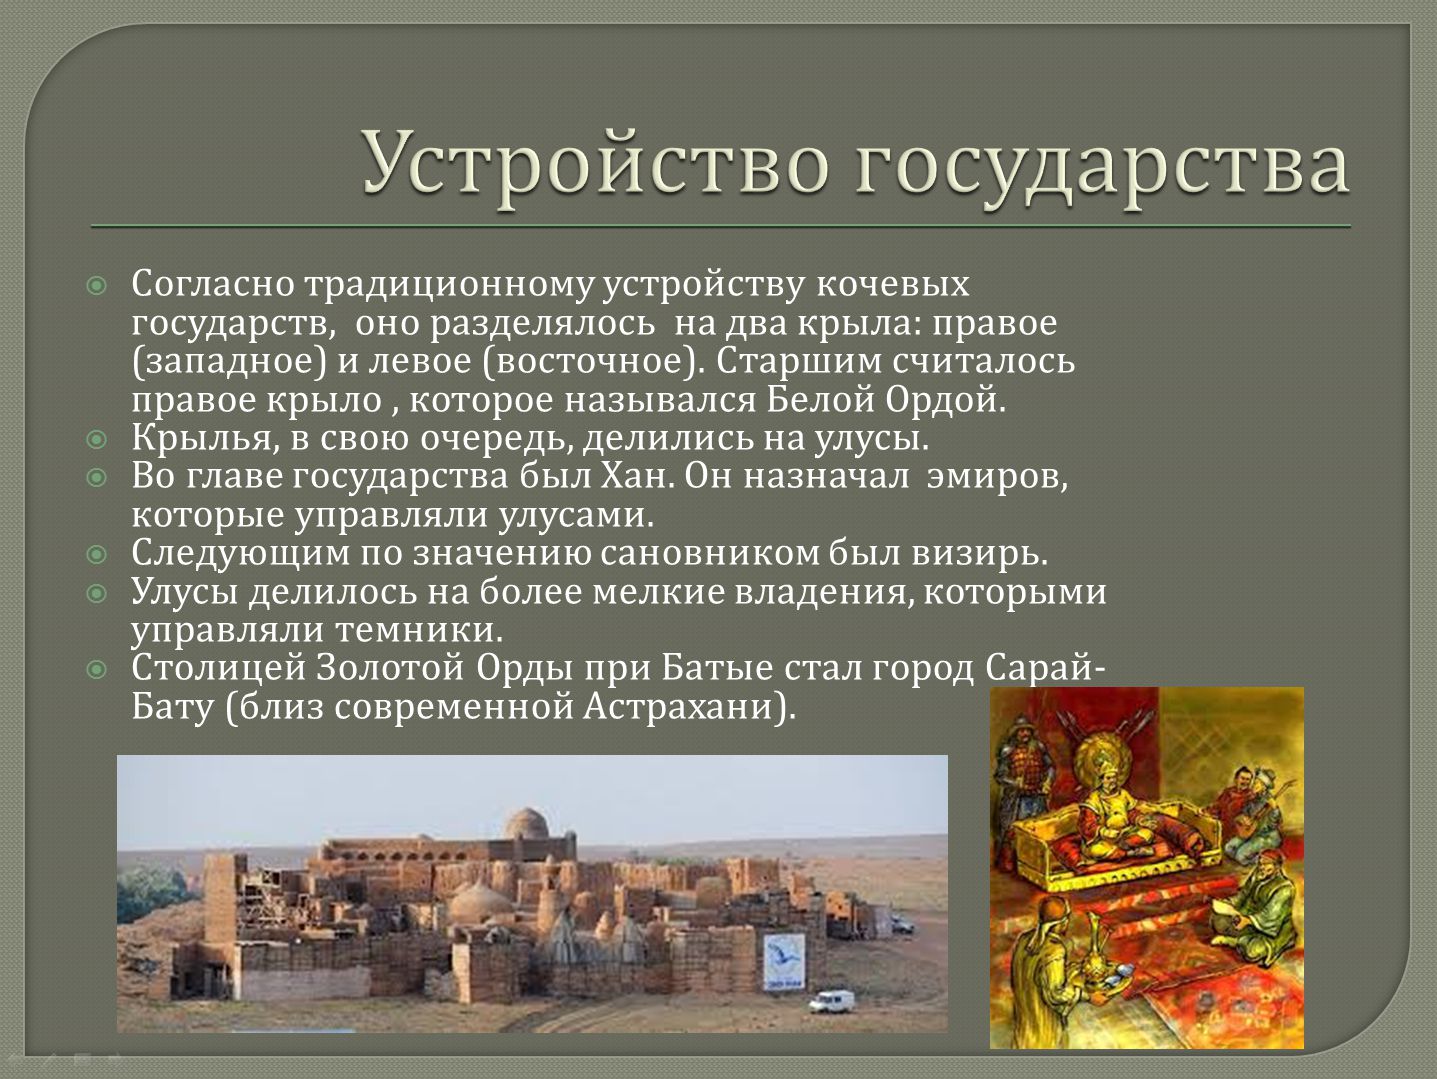 Устройство государства
Согласно традиционному устройству кочевых
государств, оно разделялось на два крыла: правое
(западное) и левое (восточное). Старшим считалось
правое крыло , которое назывался Белой Ордой.
Крылья, в свою очередь, делились на улусы.
Во главе государства был Хан. Он назначал эмиров,
которые управляли улусами.
Следующим по значению сановником был визирь.
Улусы делилось на более мелкие владения, которыми
управляли темники.
Столицей Золотой Орды при Батые стал город Сарай-
Бату (близ современной Астрахани).